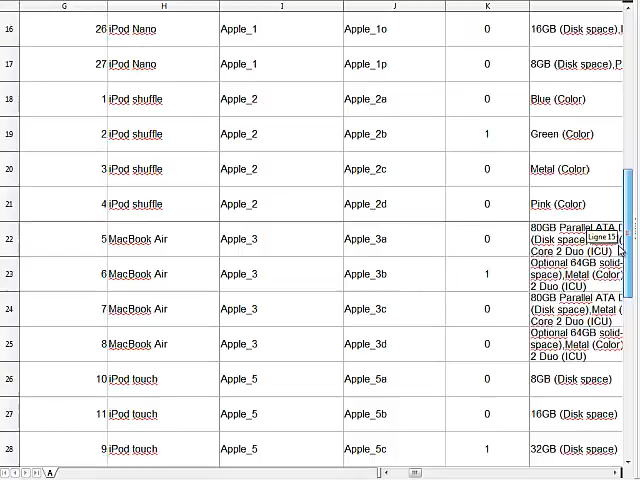 G H I J K
16 26 iPod Nano Apple_1 Apple_1o 0 16GB (Disk space),
17 27 iPod Nano Apple_1 Apple_1p 0 8GB (Disk space),P
18 1 iPod shuffle Apple_2 Apple_2a 0 Blue (Color)
19 2 iPod shuffle Apple_2 Apple_2b 1 Green (Color)
20 3 iPod shuffle Apple_2 Apple_2c 0 Metal (Color)
21 4 iPod shuffle Apple_2 Apple_2d 0 Pink (Color)
80GB Parallel ATA D
22 5 MacBook Air Apple_3 Apple_3a 0 (Disk space Ligne 15
Core 2 Duo (ICU)
Optional 64GB solid-
23 6 MacBook Air Apple_3 Apple_3b 1 space),Metal (Color)
2 Duo (ICU)
80GB Parallel ATA D
24 7 MacBook Air Apple_3 Apple_3c 0 (Disk space),Metal (
Core 2 Duo (ICU)
Optional 64GB solid-
25 8 MacBook Air Apple_3 Apple_3d 0 space),Metal (Color)
2 Duo (ICU)
26 10 iPod touch Apple_5 Apple_5a 0 8GB (Disk space)
27 11 iPod touch Apple_5 Apple_5b 0 16GB (Disk space)
28 9 iPod touch Apple_5 Apple_5c 1 32GB (Disk space)
A